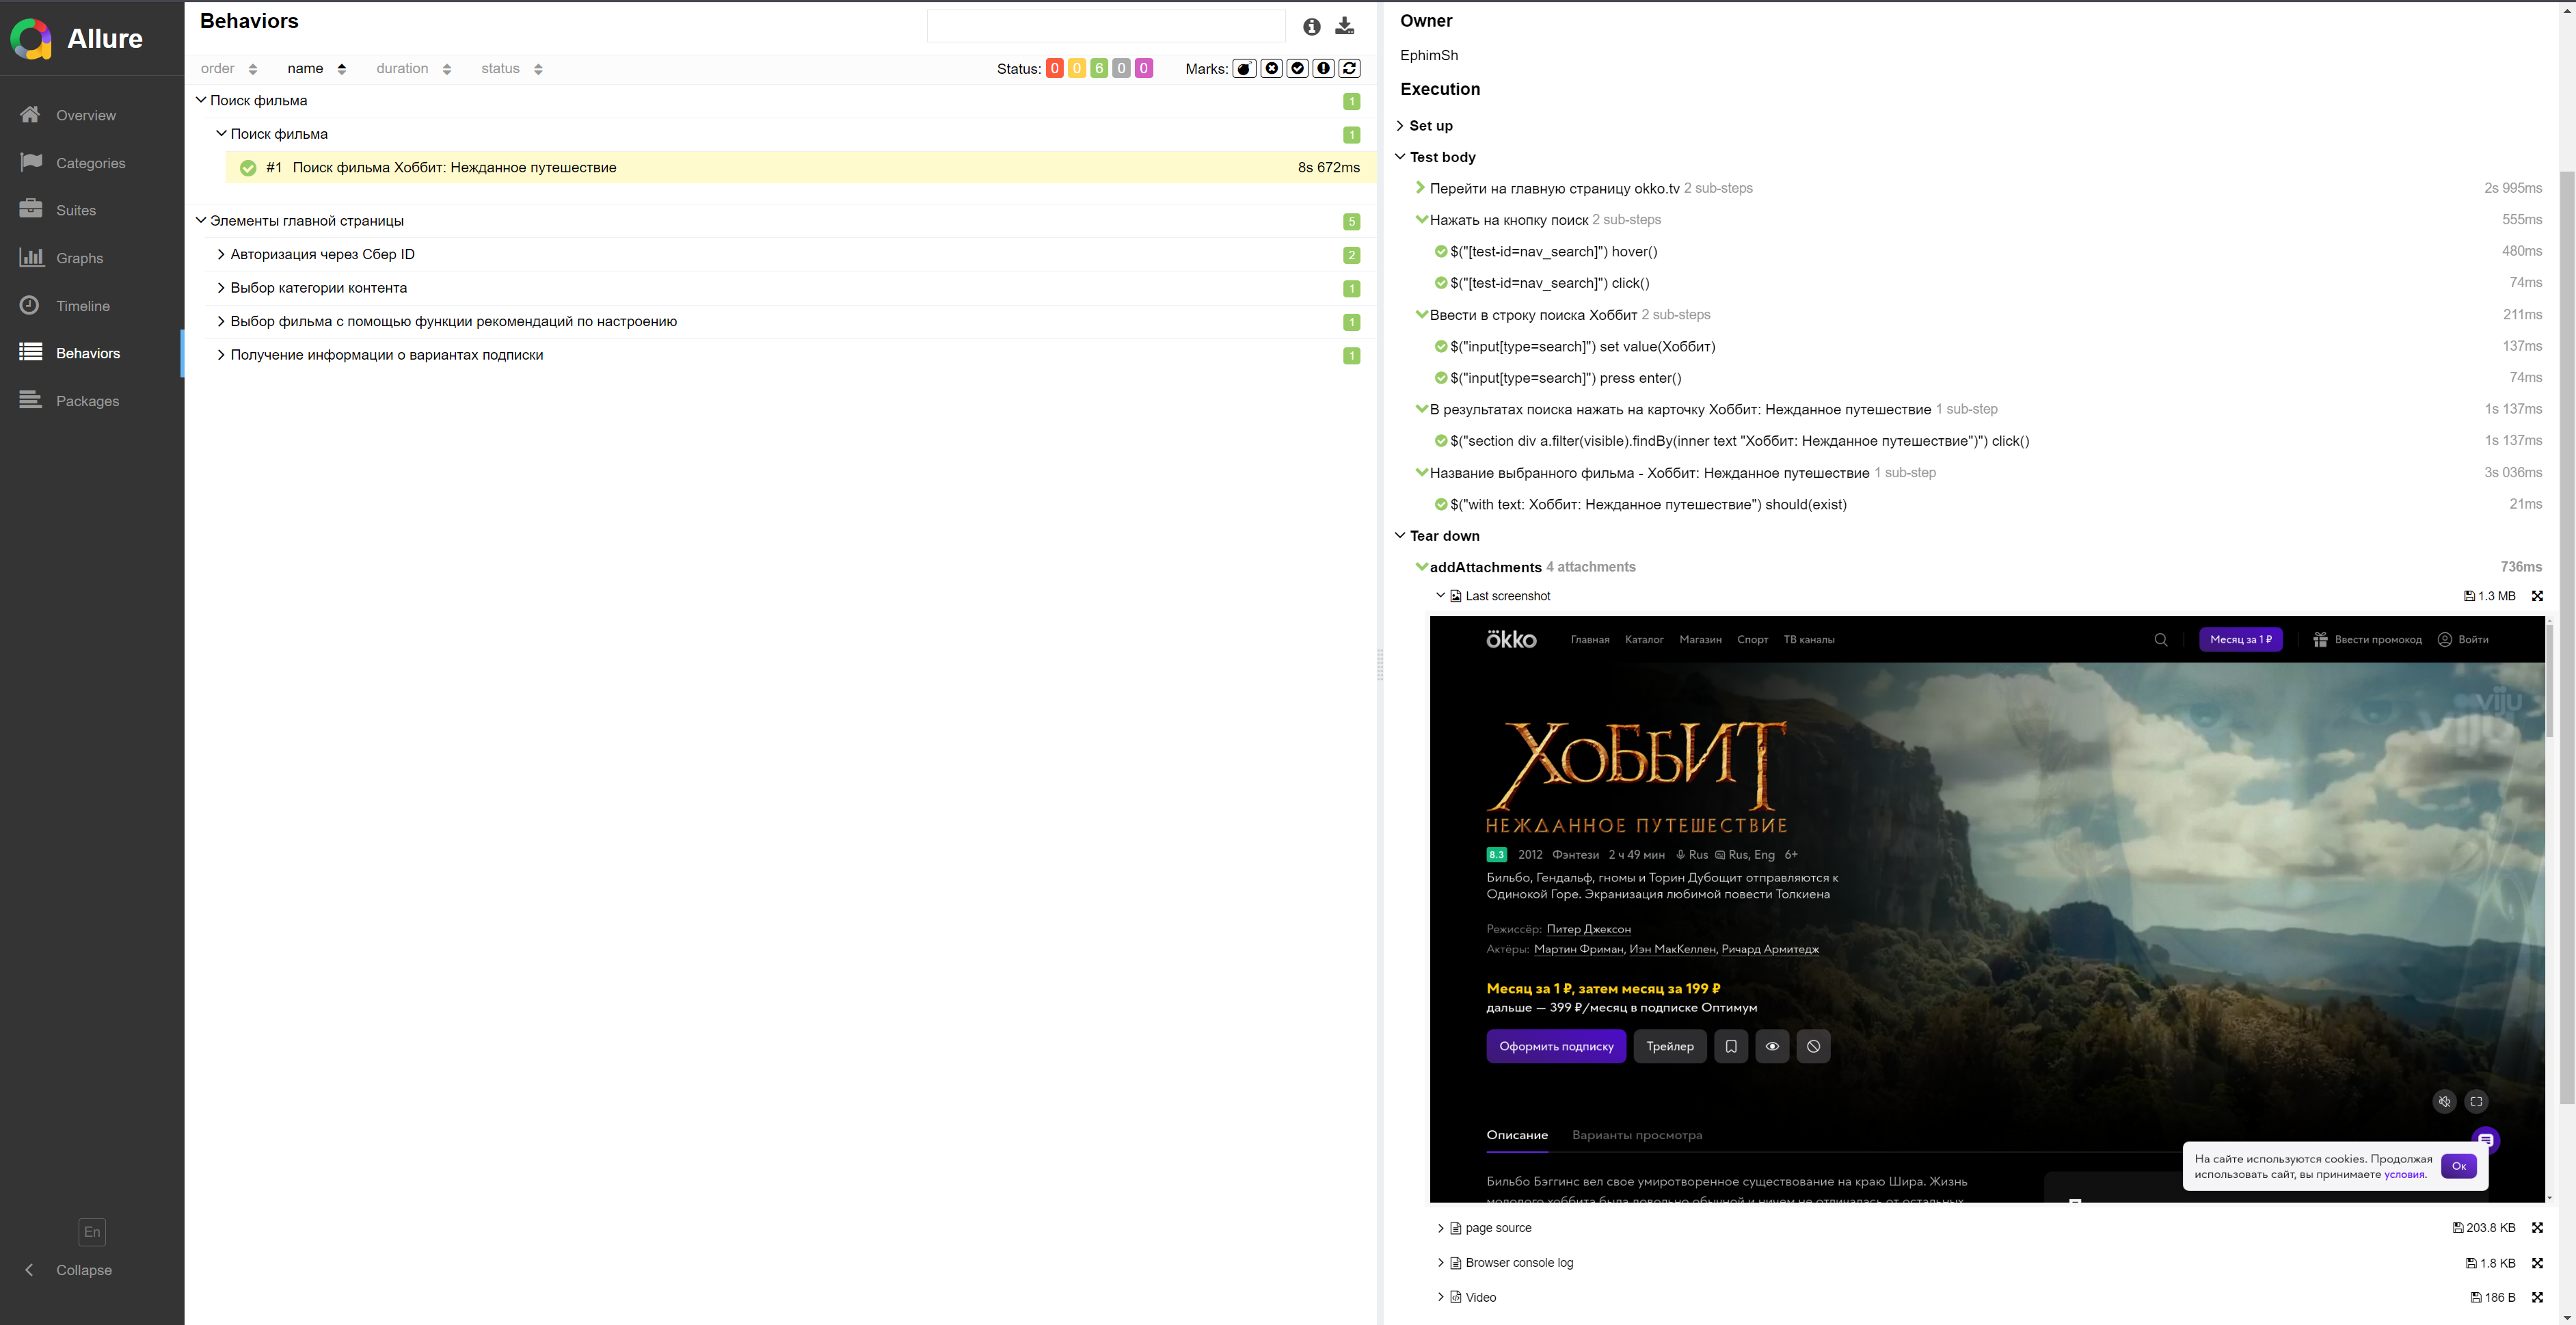 Allure
Overview
Categories
Suites
Graphs
Timeline
Behaviors
Packages
En
Collapse
Behaviors
order name duration status
Status: 0 0 6 0 0 Marks:
Поиск фильма 1
Поиск фильма 1
#1 Поиск фильма Хоббит: Нежданное путешествие 8s 672ms
Элементы главной страницы 5
Авторизация через Сбер ID 2
Выбор категории контента 1
Выбор фильма с помощью функции рекомендаций по настроению 1
Получение информации о вариантах подписки 1
Owner
EphimSh
Execution
Set up
Test body
Перейти на главную страницу okko.tv 2 sub-steps 2s 995ms
Нажать на кнопку поиск 2 sub-steps 555ms
$("[test-id=nav_search]") hover() 480ms
$("[test-id=nav_search]") click() 74ms
Ввести в строку поиска Хоббит 2 sub-steps 211ms
$("input[type=search]") set value(Хоббит) 137ms
$("input[type=search]") press enter() 74ms
В результатах поиска нажать на карточку Хоббит: Нежданное путешествие 1 sub-step 1s 137ms
$("section div a.filter(visible).findBy(inner text "Хоббит: Нежданное путешествие")") click() 1s 137ms
Название выбранного фильма - Хоббит: Нежданное путешествие 1 sub-step 3s 036ms
$("with text: Хоббит: Нежданное путешествие") should(exist) 21ms
Tear down
addAttachments 4 attachments 736ms
Last screenshot 1.3 MB
ökko Главная Каталог Магазин Спорт ТВ каналы Месяц за 1 ₽ Ввести промокод Войти
viju
viju
ХОББИТ
НЕЖДАННОЕ ПУТЕШЕСТВИЕ
8.3 2012 Фэнтези 2 ч 49 мин Rus Rus, Eng 6+
Бильбо, Гендальф, гномы и Торин Дубощит отправляются к
Одинокой Горе. Экранизация любимой повести Толкиена
Режиссёр: Питер Джексон
Актёры: Мартин Фриман, Иэн МакКеллен, Ричард Армитедж
Месяц за 1 ₽, затем месяц за 199 ₽
дальше — 399 ₽/месяц в подписке Оптимум
Оформить подписку Трейлер
Описание Варианты просмотра
На сайте используются cookies. Продолжая
использовать сайт, вы принимаете условия.
Ок
Бильбо Бэггинс вел свое умиротворенное существование на краю Шира. Жизнь
молодого хоббита была довольно обычной и ничем не отличалась от остальных
page source 203.8 KB
Browser console log 1.8 KB
Video 186 B